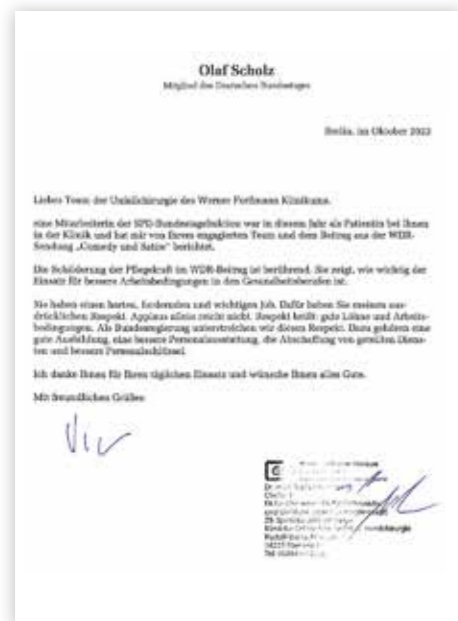 Olaf Scholz
Mitglied des Deutschen Bundestages
Berlin, im Oktober 2022
Liebes Team der Unfallchirurgie des Werner Forßmann Klinikums,
eine Mitarbeiterin der SPD-Bundestagsfraktion war in diesem Jahr als Patientin bei Ihnen
in der Klinik und hat mir von Ihrem engagierten Team und dem Beitrag aus der WDR-
Sendung „Comedy und Satire“ berichtet.
Die Schilderung der Pflegekraft im WDR-Beitrag ist berührend. Sie zeigt, wie wichtig der
Einsatz für bessere Arbeitsbedingungen in den Gesundheitsberufen ist.
Sie haben einen harten, fordernden und wichtigen Job. Dafür haben Sie meinen aus-
drücklichen Respekt. Applaus allein reicht nicht. Respekt heißt: gute Löhne und Arbeits-
bedingungen. Als Bundesregierung unterstreichen wir diesen Respekt. Dazu gehören eine
gute Ausbildung, eine bessere Personalausstattung, die Abschaffung von geteilten Diens-
ten und bessere Personalschlüssel.
Ich danke Ihnen für Ihren täglichen Einsatz und wünsche Ihnen alles Gute.
Mit freundlichen Grüßen